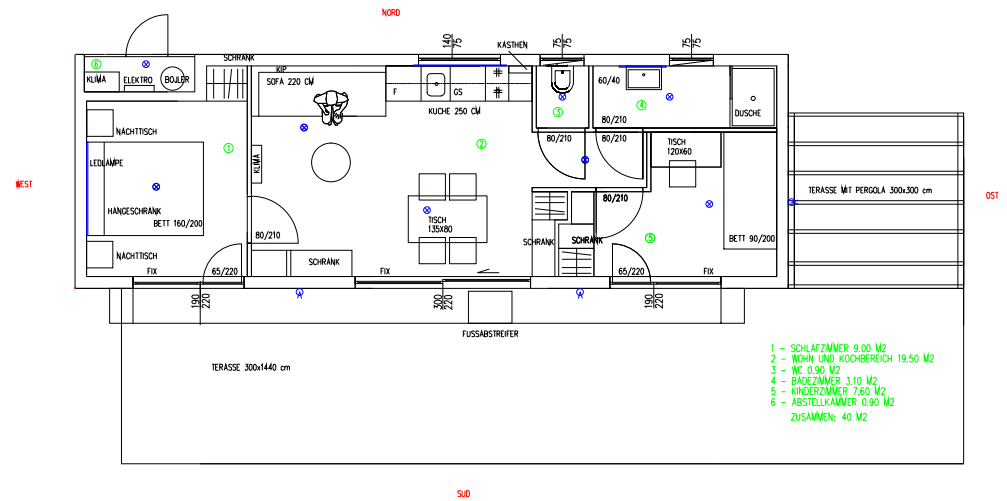 NORD
SCHRANK
140
75
KÄSTHEN
75
75
75
75
6
KLIMA
ELEKTRO
BOJLER
KIP
SOFA 220 CM
F
GS
KUCHE 250 CM
60/40
3
4
DUSCHE
80/210
NACHTTISCH
1
2
80/210
80/210
LEDLAMPE
KLIMA
TISCH
120X60
WEST
TERASSE MIT PERGOLA 300x300 cm
OST
HÄNGESCHRANK
BETT 160/200
80/210
TISCH
135X80
80/210
BETT 90/200
NACHTTISCH
SCHRANK
SCHRANK
SCHRANK
5
FIX
65/220
FIX
65/220
FIX
190
220
300
220
190
220
FUSSABSTREIFER
TERASSE 300x1440 cm
1 - SCHLAFZIMMER 9.00 M2
2 - WOHN UND KOCHBEREICH 19.50 M2
3 - WC 0.90 M2
4 - BADEZIMMER 3.10 M2
5 - KINDERZIMMER 7.60 M2
6 - ABSTELLKAMMER 0.90 M2
ZUSAMMEN: 40 M2
SUD